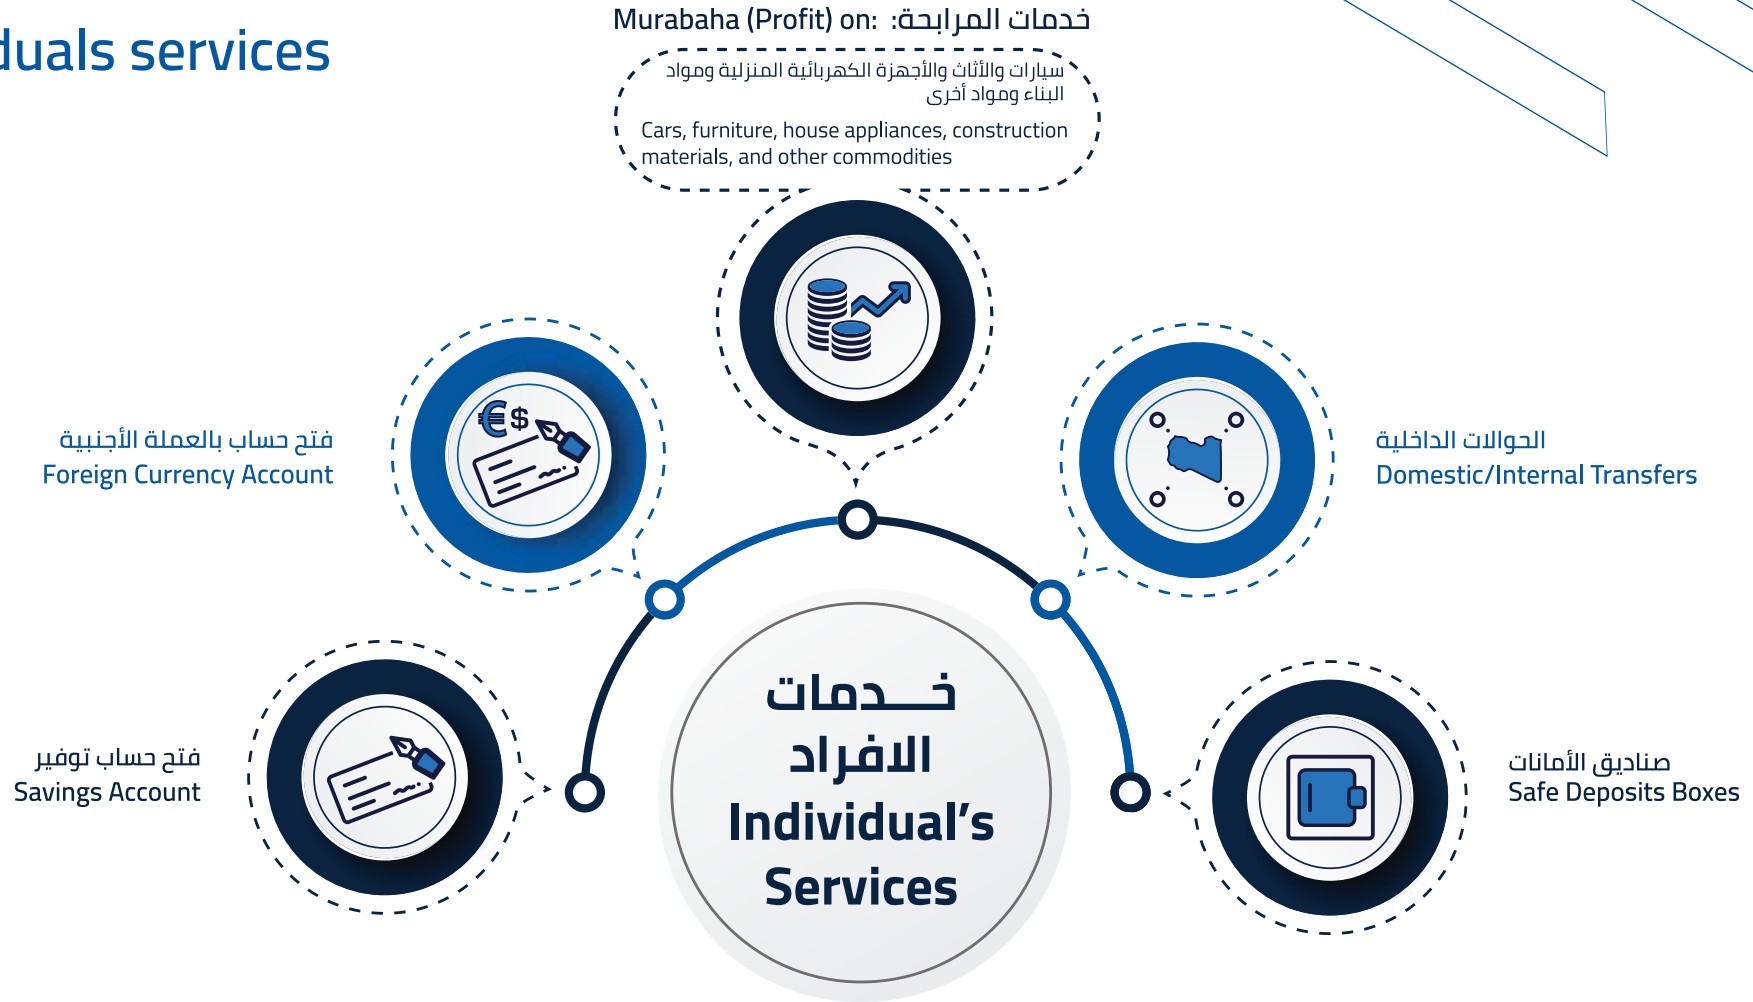 duals services
Murabaha (Profit) on: خدمات المرابحة:
سيارات والأثاث والأجهزة الكهربائية المنزلية ومواد
البناء ومواد أخرى
Cars, furniture, house appliances, construction
materials, and other commodities
€$
فتح حساب بالعملة الأجنبية
Foreign Currency Account
الحوالات الداخلية
Domestic/Internal Transfers
فتح حساب توفير
Savings Account
خـــدمات
الافراد
Individual’s
Services
صناديق الأمانات
Safe Deposits Boxes